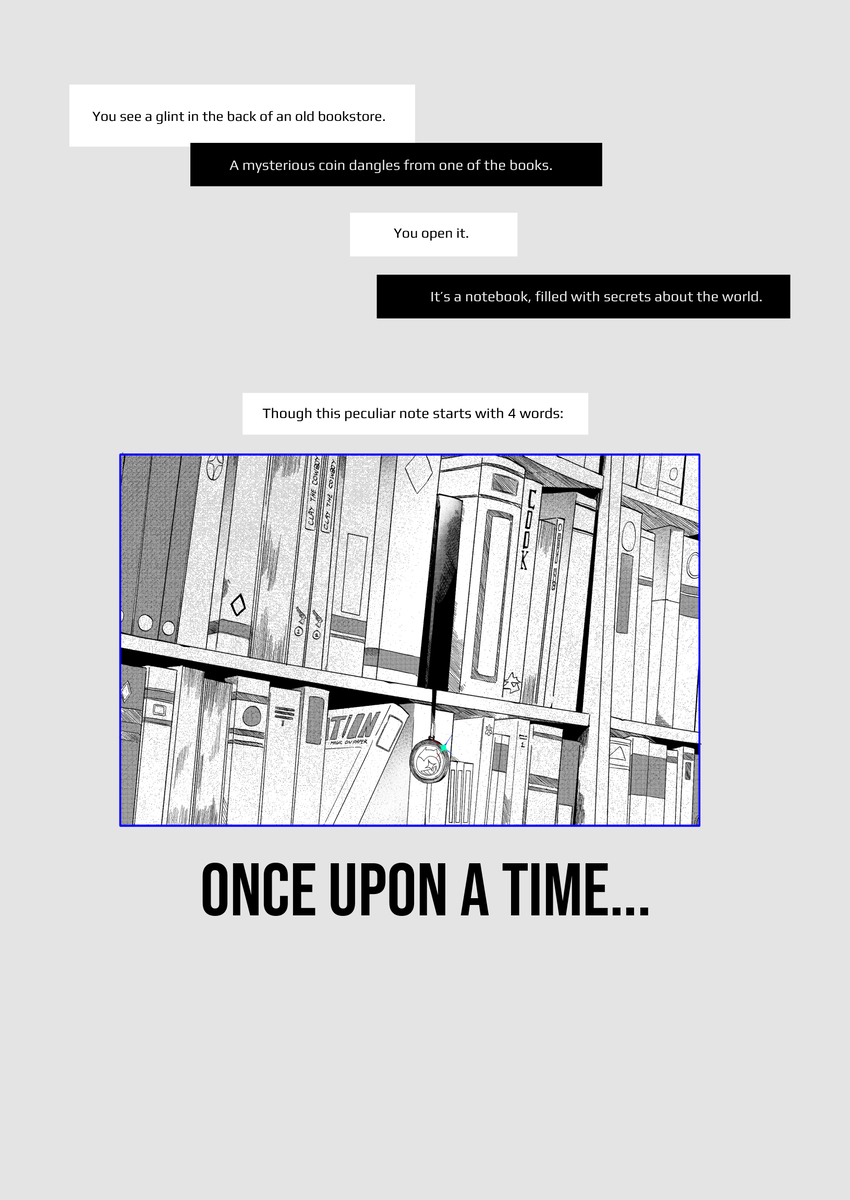 You see a glint in the back of an old bookstore.
A mysterious coin dangles from one of the books.
You open it.
It's a notebook, filled with secrets about the world.
Though this peculiar note starts with 4 words:
CLAY THE COWBOY
CLAY THE COWBOY
COOK
TION
MAGIC ON PAPER
ONCE UPON A TIME...